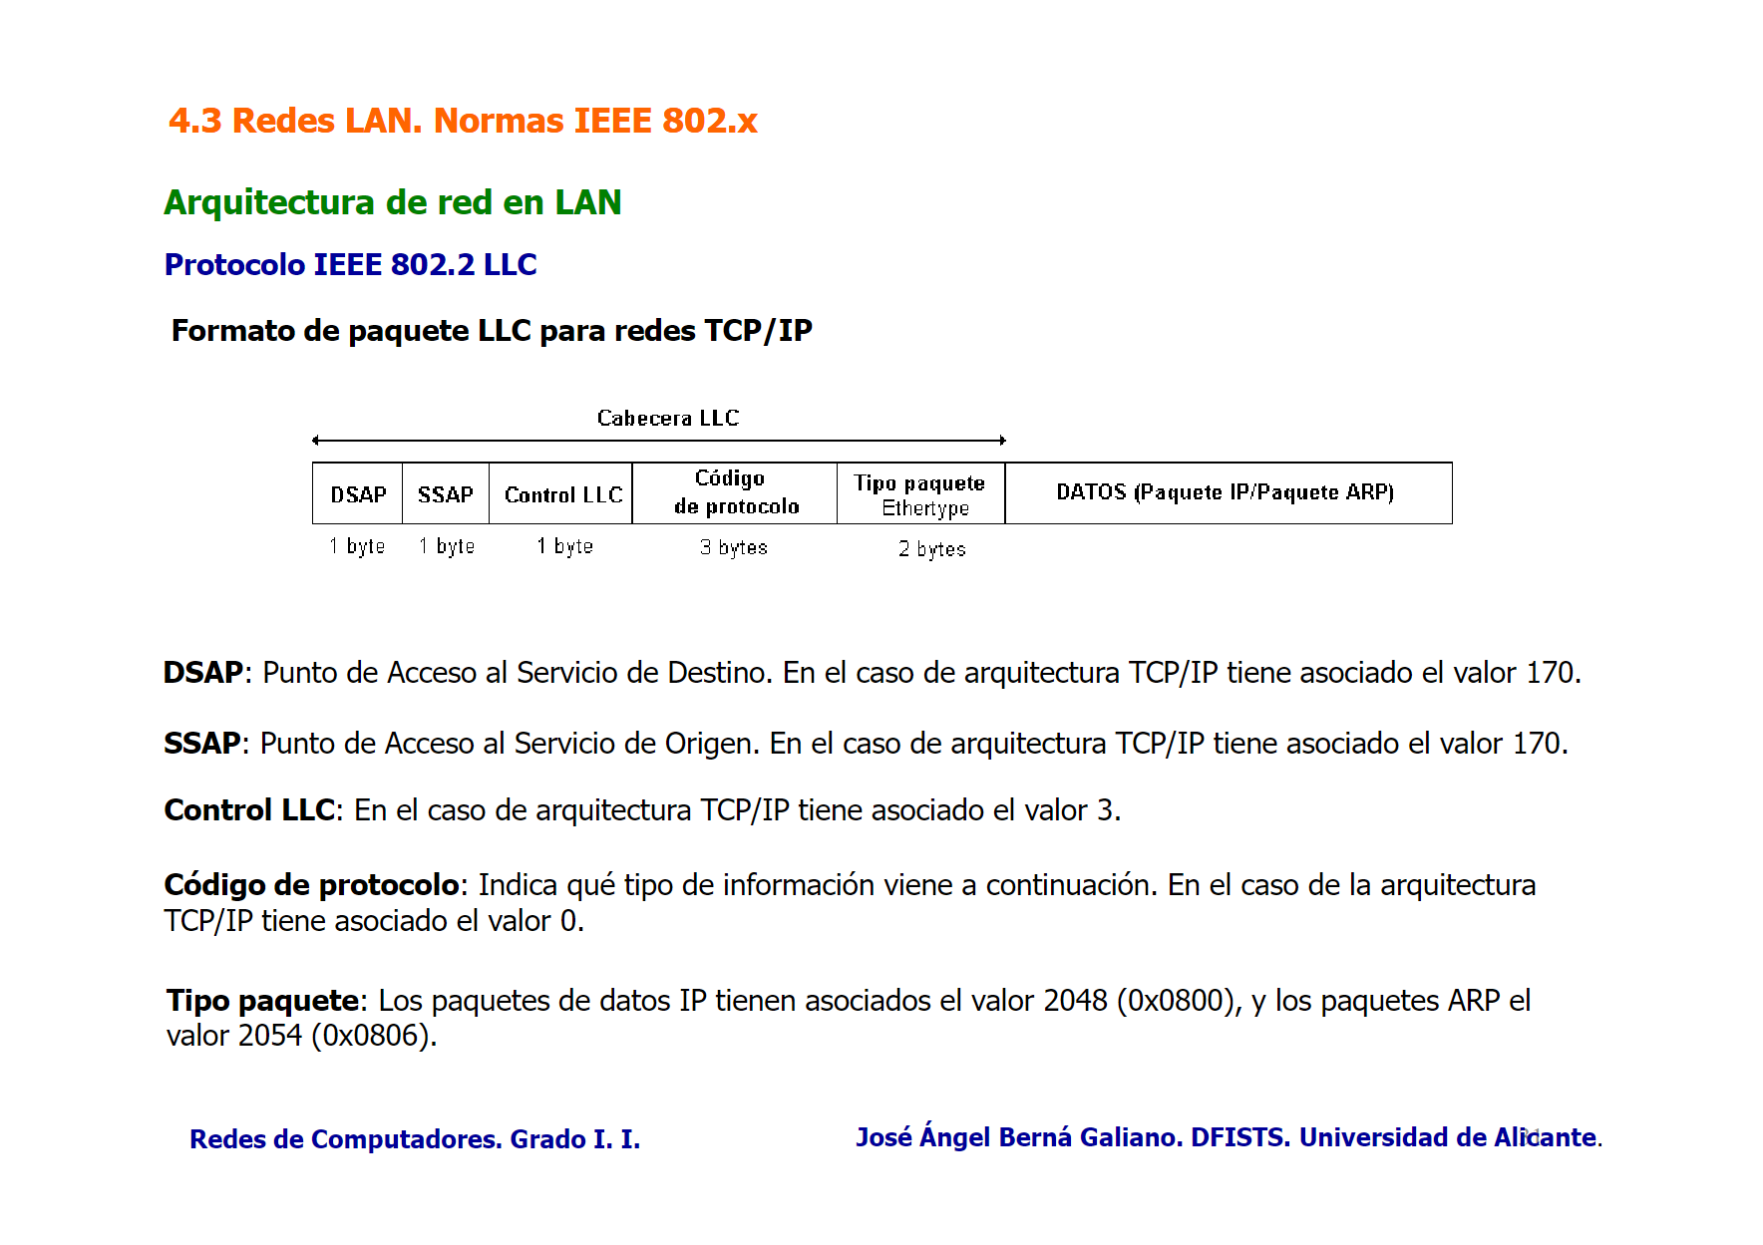 4.3 Redes LAN. Normas IEEE 802.x
Arquitectura de red en LAN
Protocolo IEEE 802.2 LLC
Formato de paquete LLC para redes TCP/IP
Cabecera LLC
DSAP SSAP Control LLC Código de protocolo Tipo paquete Ethertype DATOS (Paquete IP/Paquete ARP)
1 byte 1 byte 1 byte 3 bytes 2 bytes
DSAP: Punto de Acceso al Servicio de Destino. En el caso de arquitectura TCP/IP tiene asociado el valor 170.
SSAP: Punto de Acceso al Servicio de Origen. En el caso de arquitectura TCP/IP tiene asociado el valor 170.
Control LLC: En el caso de arquitectura TCP/IP tiene asociado el valor 3.
Código de protocolo: Indica qué tipo de información viene a continuación. En el caso de la arquitectura
TCP/IP tiene asociado el valor 0.
Tipo paquete: Los paquetes de datos IP tienen asociados el valor 2048 (0x0800), y los paquetes ARP el
valor 2054 (0x0806).
Redes de Computadores. Grado I. I.
José Ángel Berná Galiano. DFISTS. Universidad de Alicante.